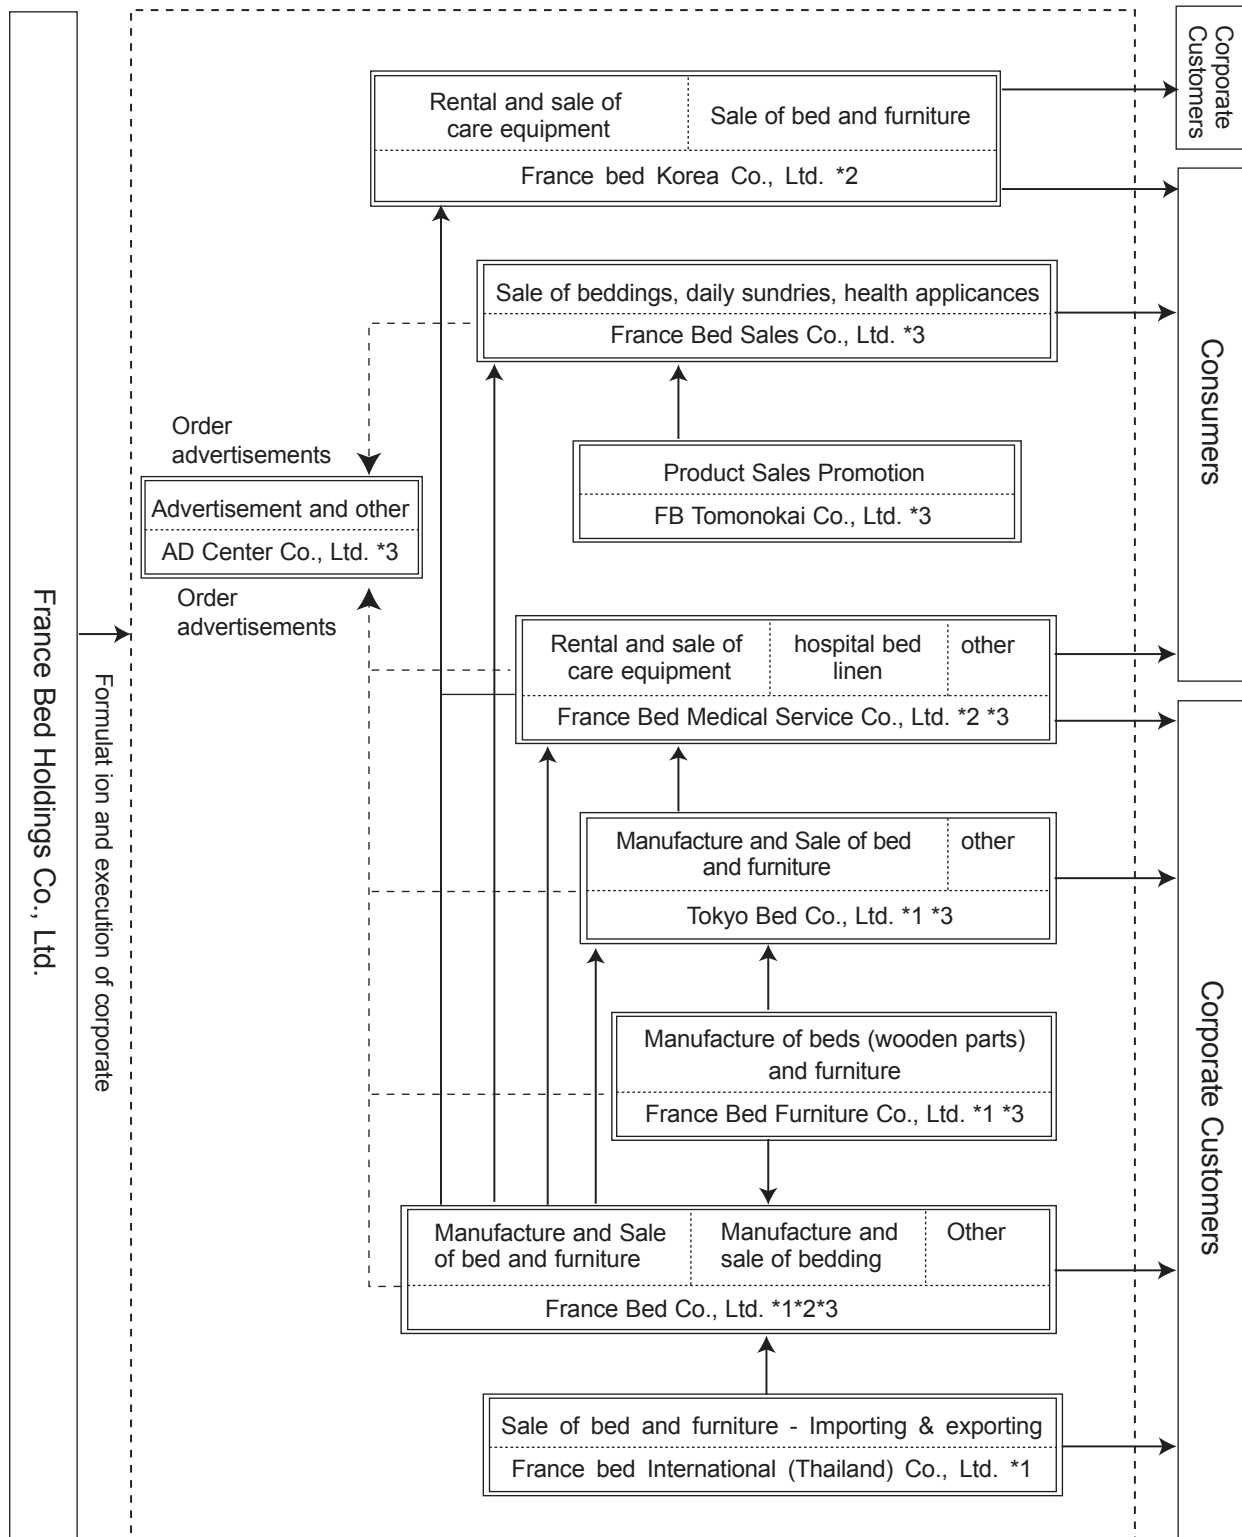 France Bed Holdings Co., Ltd.
Formulat ion and execution of corporate
Corporate
Customers
Rental and sale of
care equipment
Sale of bed and furniture
France bed Korea Co., Ltd. *2
Consumers
Sale of beddings, daily sundries, health applicances
France Bed Sales Co., Ltd. *3
Order
advertisements
Product Sales Promotion
FB Tomonokai Co., Ltd. *3
Advertisement and other
AD Center Co., Ltd. *3
Order
advertisements
Rental and sale of
care equipment
hospital bed
linen
other
France Bed Medical Service Co., Ltd. *2 *3
Corporate Customers
Manufacture and Sale of bed
and furniture
other
Tokyo Bed Co., Ltd. *1 *3
Manufacture of beds (wooden parts)
and furniture
France Bed Furniture Co., Ltd. *1 *3
Manufacture and Sale
of bed and furniture
Manufacture and
sale of bedding
Other
France Bed Co., Ltd. *1*2*3
Sale of bed and furniture - Importing & exporting
France bed International (Thailand) Co., Ltd. *1